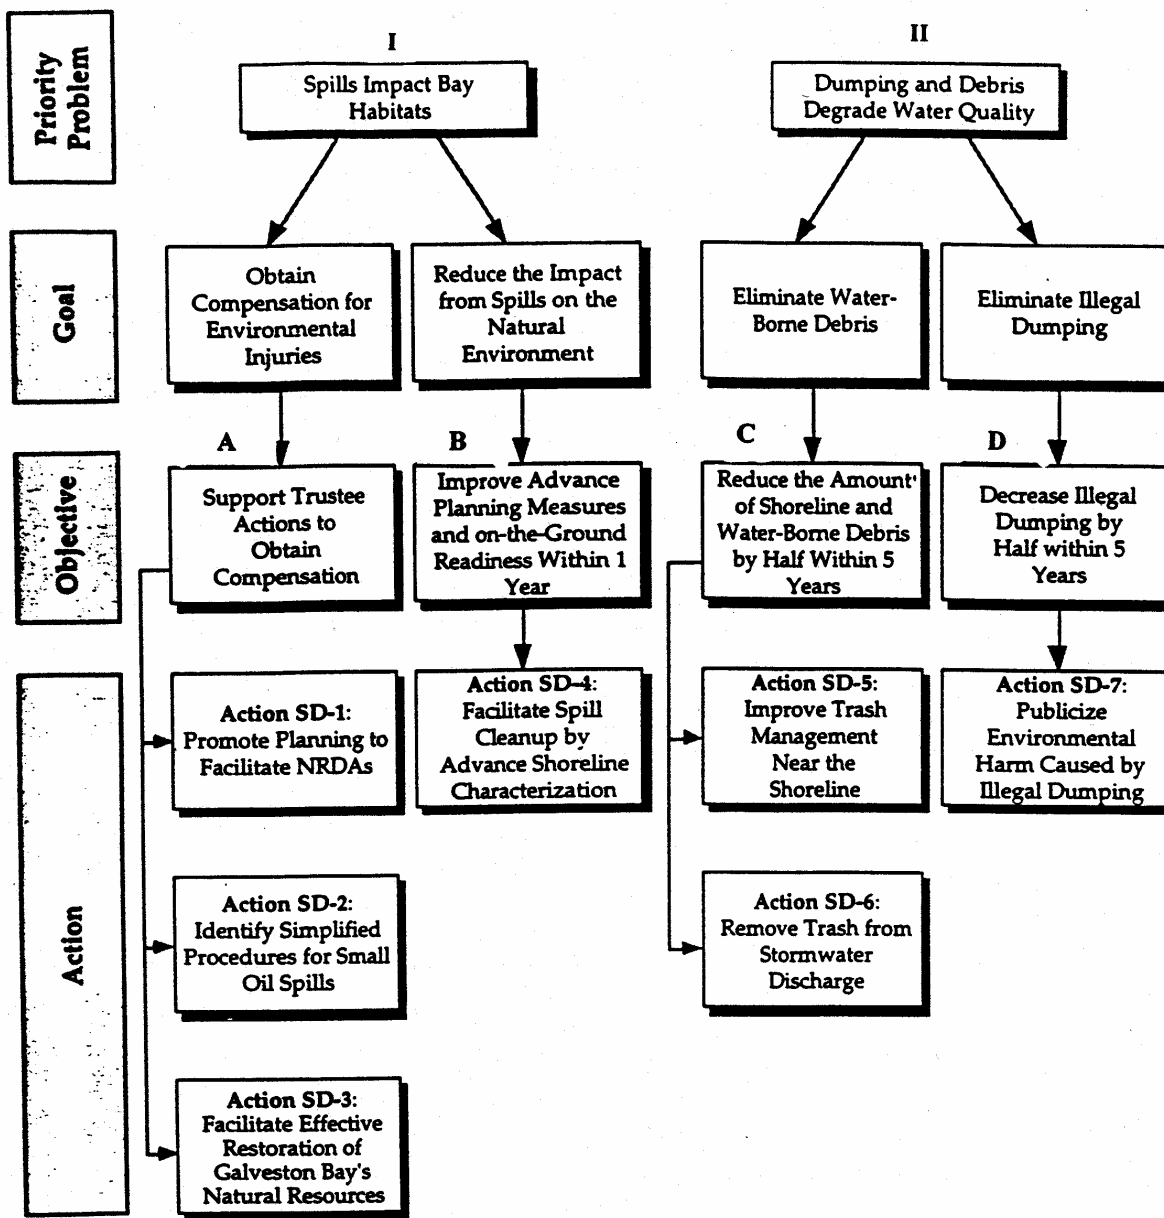 Priority
Problem
I
Spills Impact Bay
Habitats
II
Dumping and Debris
Degrade Water Quality
Goal
Obtain
Compensation for
Environmental
Injuries
Reduce the Impact
from Spills on the
Natural
Environment
Eliminate Water-
Borne Debris
Eliminate Illegal
Dumping
Objective
A
Support Trustee
Actions to
Obtain
Compensation
B
Improve Advance
Planning Measures
and on-the-Ground
Readiness Within 1
Year
C
Reduce the Amount
of Shoreline and
Water-Borne Debris
by Half Within 5
Years
D
Decrease Illegal
Dumping by
Half within 5
Years
Action
Action SD-1:
Promote Planning to
Facilitate NRDAs
Action SD-4:
Facilitate Spill
Cleanup by
Advance Shoreline
Characterization
Action SD-5:
Improve Trash
Management
Near the
Shoreline
Action SD-7:
Publicize
Environmental
Harm Caused by
Illegal Dumping
Action SD-2:
Identify Simplified
Procedures for Small
Oil Spills
Action SD-6:
Remove Trash from
Stormwater
Discharge
Action SD-3:
Facilitate Effective
Restoration of
Galveston Bay's
Natural Resources